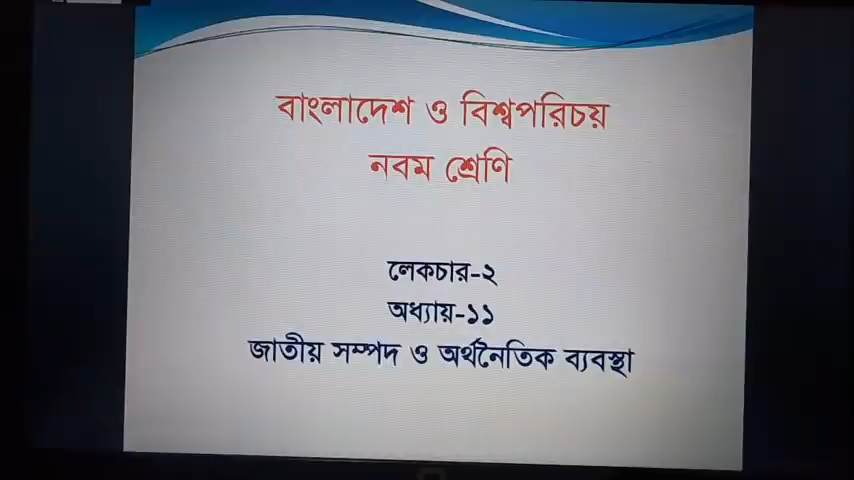 বাংলাদেশ ও বিশ্বপরিচয়
নবম শ্রেণি
লেকচার-২
অধ্যায়-১১
জাতীয় সম্পদ ও অর্থনৈতিক ব্যবস্থা